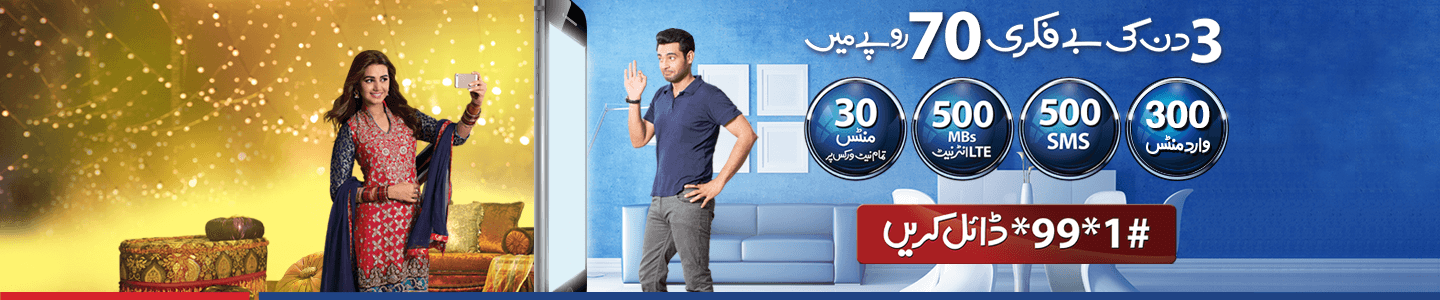 3 دن کی بے فکری 70 روپے میں
300
وارد منٹس
500
SMS
500
MBs
LTE انٹرنیٹ
30
منٹس
تمام نیٹ ورکس پر
*99*1# ڈائل کریں